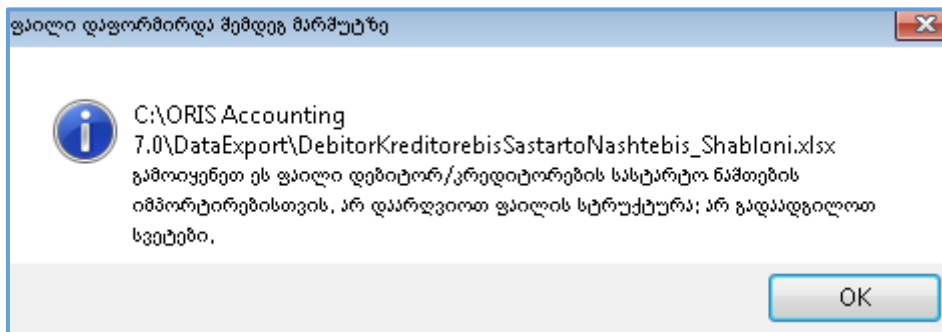 ფაილი დაფორმირდა შემდეგ მარშუტზე
C:\ORIS Accounting
7.0\DataExport\DebitorKreditorebisSastartoNashtebis_Shabloni.xlsx
გამოიყენეთ ეს ფაილი დებიტორ/კრედიტორების სასტარტო ნაშთების
იმპორტირებისთვის, არ დაარღვიოთ ფაილის სტრუქტურა; არ გადაადგილოთ
სვეტები.
OK